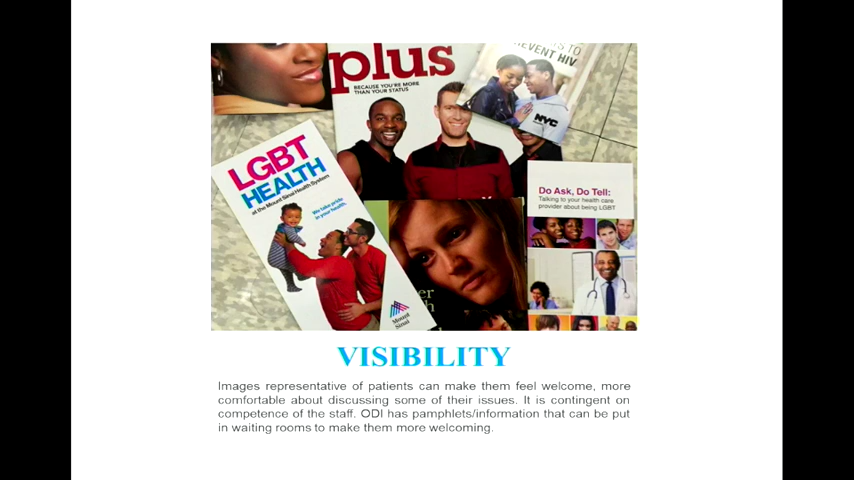 plus
BECAUSE YOU'RE MORE
THAN YOUR STATUS
TO
EVENT HIV
NYC
LGBT
HEALTH
at the Mount Sinai Health System
We take pride
in your health.
Mount
Sinai
Do Ask, Do Tell:
Talking to your health care
provider about being LGBT
VISIBILITY
Images representative of patients can make them feel welcome, more
comfortable about discussing some of their issues. It is contingent on
competence of the staff. ODI has pamphlets/information that can be put
in waiting rooms to make them more welcoming.